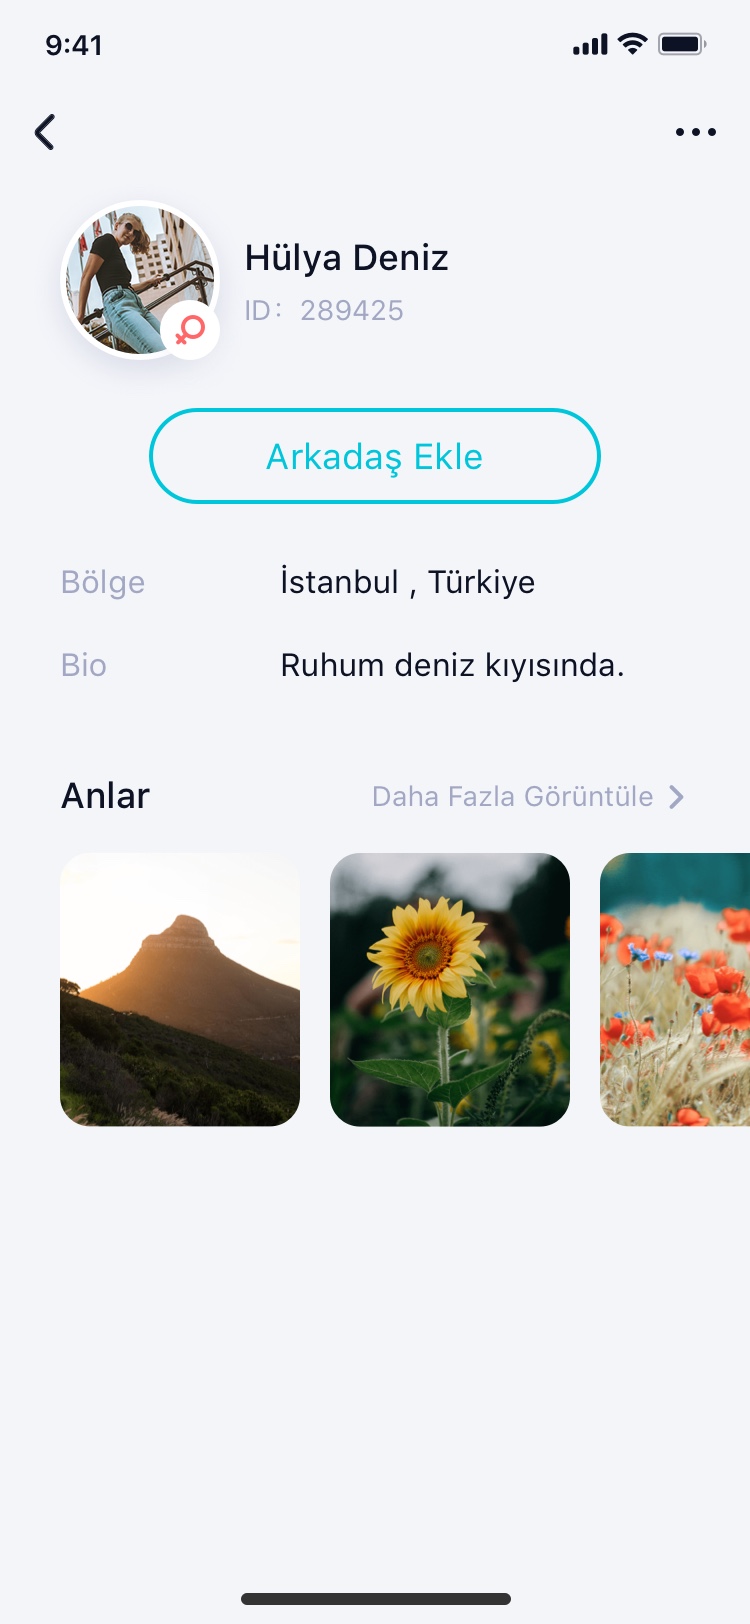 9:41
Hülya Deniz
ID: 289425
Arkadaş Ekle
Bölge
İstanbul , Türkiye
Bio
Ruhum deniz kıyısında.
Anlar
Daha Fazla Görüntüle